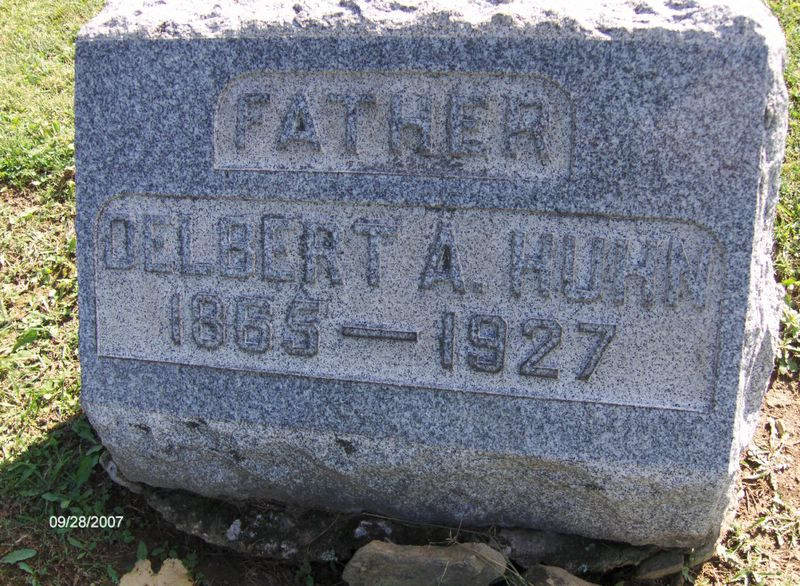 FATHER
DELBERT A. HUHN
1865 — 1927
09/28/2007